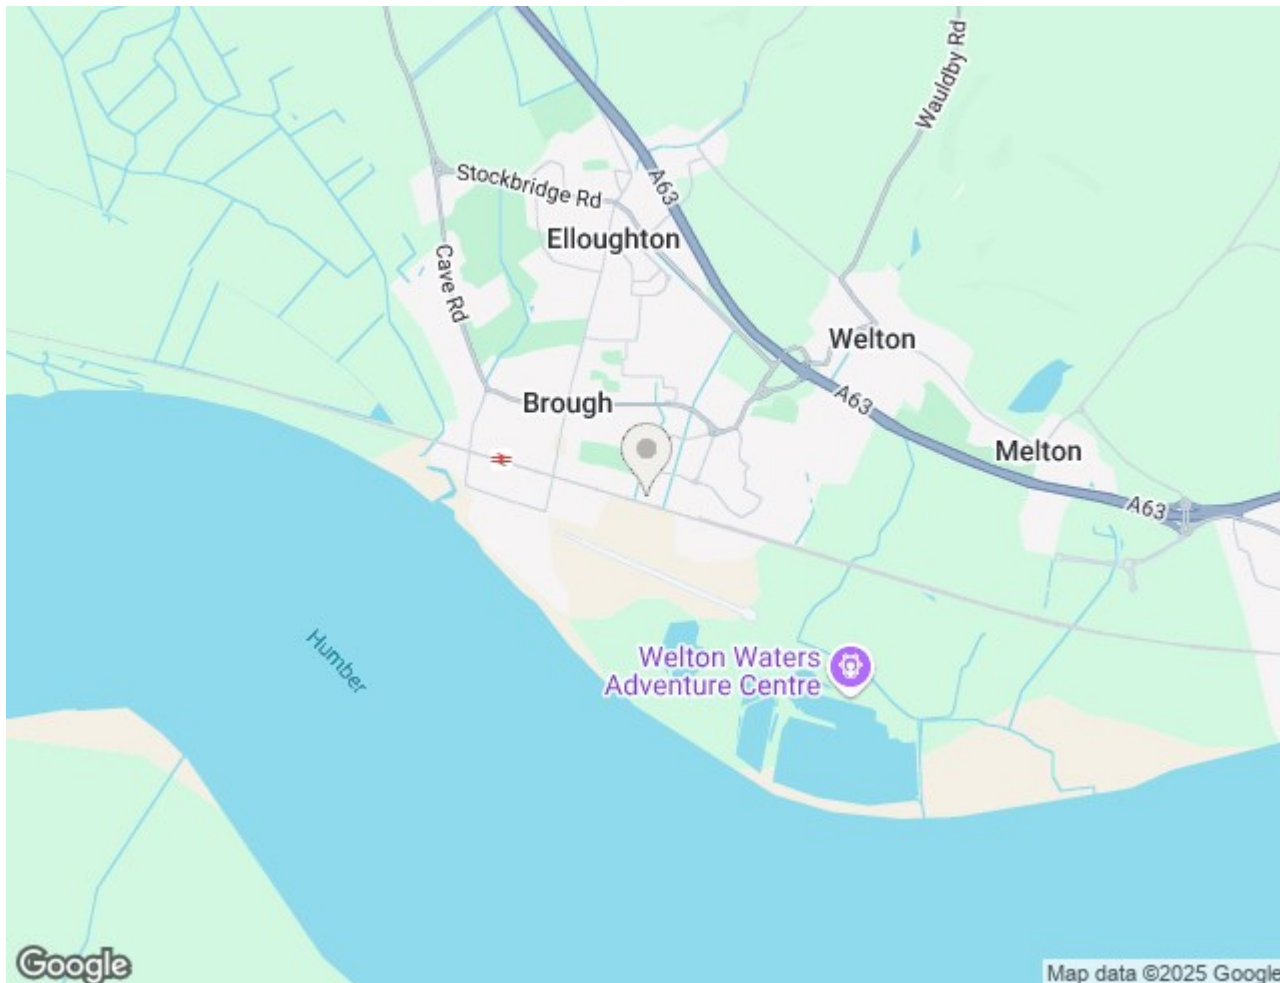 Wauldby Rd
Stockbridge Rd
A63
Elloughton
Cave Rd
Welton
A63
Brough
Melton
A63
Humber
Welton Waters
Adventure Centre
Google
Map data ©2025 Google